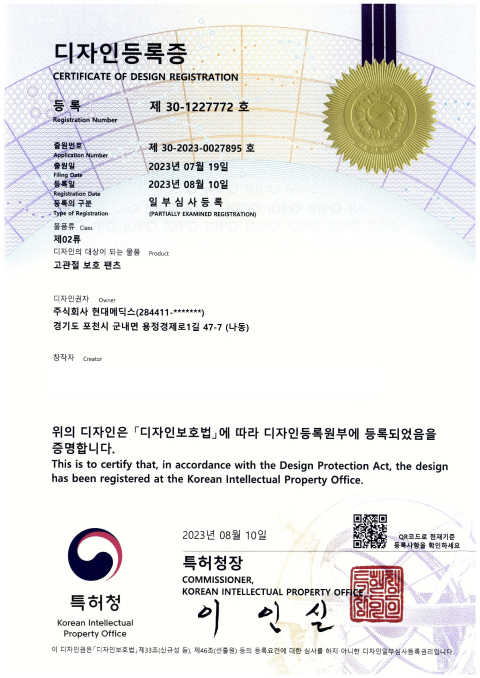 디자인등록증
CERTIFICATE OF DESIGN REGISTRATION
등 록 제 30-1227772 호
Registration Number
출원번호 제 30-2023-0027895 호
Application Number
출원일 2023년 07월 19일
Filing Date
등록일 2023년 08월 10일
Registration Date
등록의 구분 일부심사등록
Type of Registration (PARTIALLY EXAMINED REGISTRATION)
물품류 Class
제02류
디자인의 대상이 되는 물품 Product
고관절 보호 팬츠
디자인권자 Owner
주식회사 현대메딕스(284411-*******)
경기도 포천시 군내면 용정경제로1길 47-7 (나동)
창작자 Creator
위의 디자인은 「디자인보호법」에 따라 디자인등록원부에 등록되었음을
증명합니다.
This is to certify that, in accordance with the Design Protection Act, the design
has been registered at the Korean Intellectual Property Office.
2023년 08월 10일
QR코드로 현재기준
등록사항을 확인하세요
특허청장
COMMISSIONER,
KOREAN INTELLECTUAL PROPERTY OFFICE
이 인 실
특허청
Korean Intellectual
Property Office
이 디자인권은「디자인보호법」제33조(신규성 등), 제46조(선출원) 등의 등록요건에 대한 심사를 하지 아니한 디자인일부심사등록권리입니다.